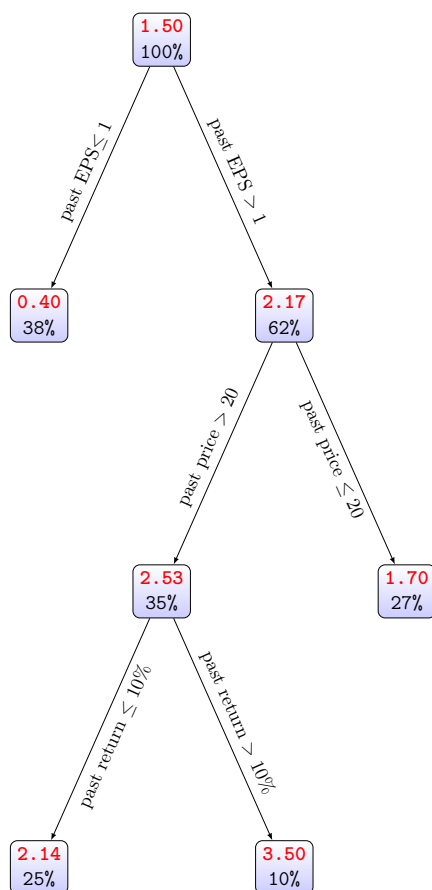 1.50
100%
past EPS≤ 1
past EPS > 1
0.40
38%
2.17
62%
past price > 20
past price ≤ 20
2.53
35%
1.70
27%
past return ≤ 10%
past return > 10%
2.14
25%
3.50
10%